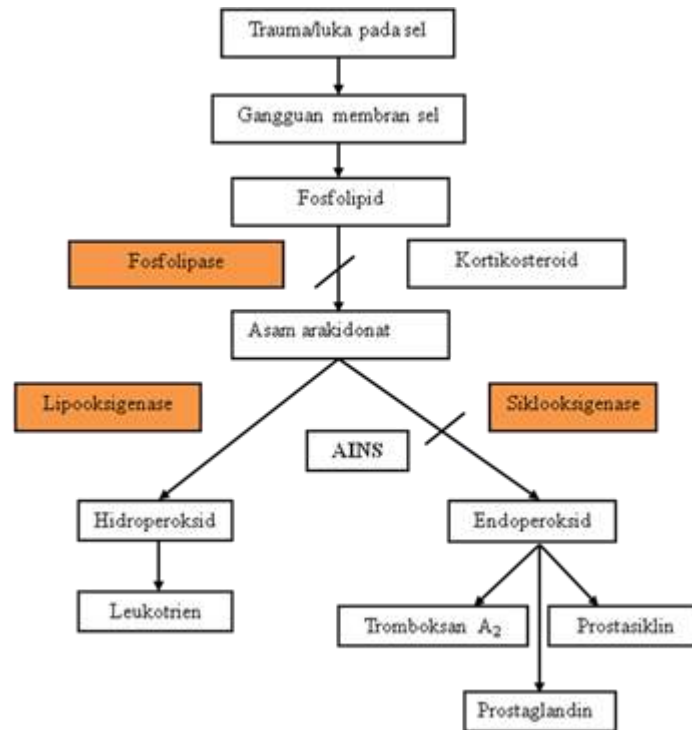 Trauma/luka pada sel
Gangguan membran sel
Fosfolipid
Fosfolipase
Kortikosteroid
Asam arakidonat
Lipooksigenase
Siklooksigenase
AINS
Hidroperoksid
Endoperoksid
Leukotrien
Tromboksan A₂
Prostasiklin
Prostaglandin